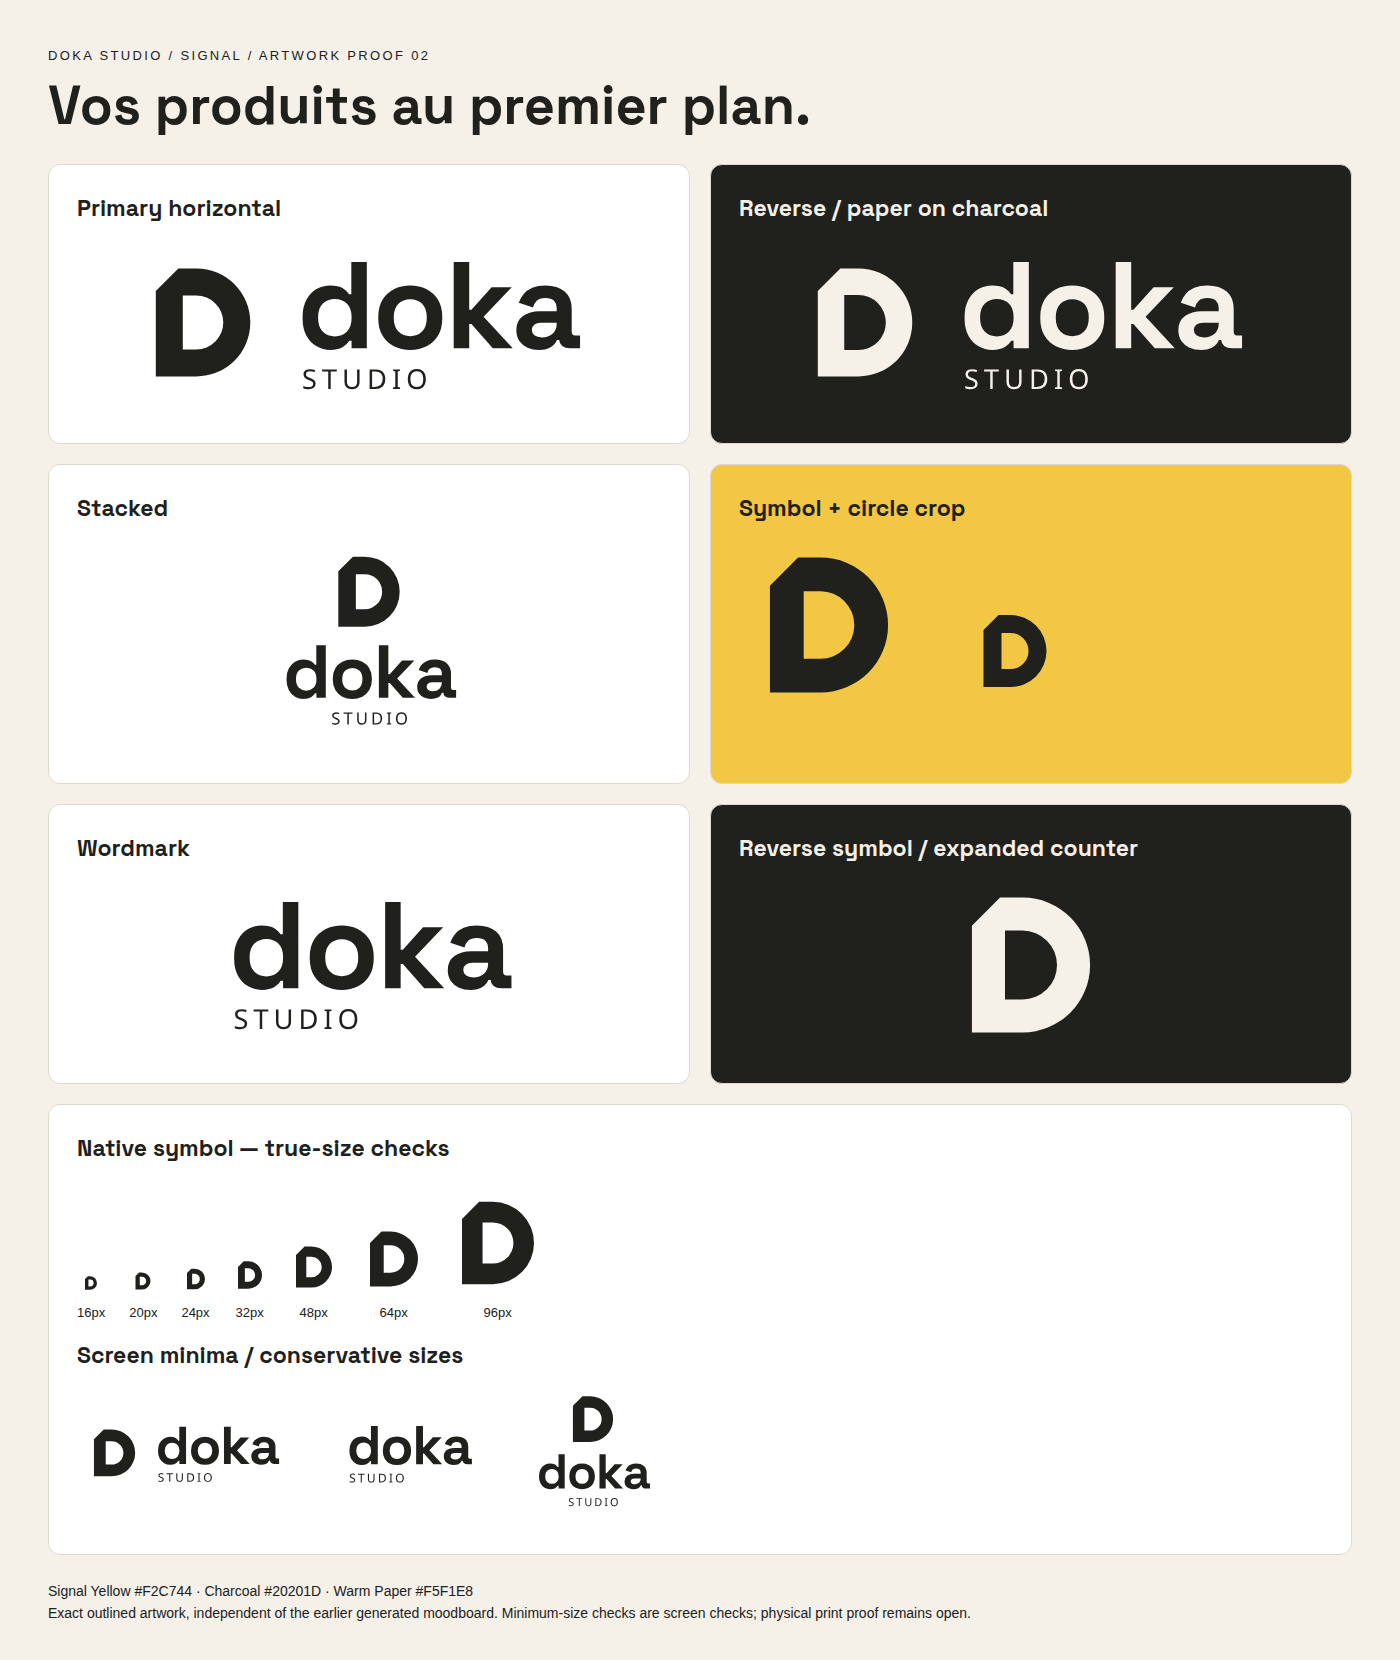 DOKA STUDIO / SIGNAL / ARTWORK PROOF 02
Vos produits au premier plan.
Primary horizontal
D doka
STUDIO
Reverse / paper on charcoal
D doka
STUDIO
Stacked
D
doka
STUDIO
Symbol + circle crop
D D
Wordmark
doka
STUDIO
Reverse symbol / expanded counter
D
Native symbol — true-size checks
D D D D D D D
16px 20px 24px 32px 48px 64px 96px
Screen minima / conservative sizes
D doka
STUDIO
doka
STUDIO
D
doka
STUDIO
Signal Yellow #F2C744 · Charcoal #20201D · Warm Paper #F5F1E8
Exact outlined artwork, independent of the earlier generated moodboard. Minimum-size checks are screen checks; physical print proof remains open.